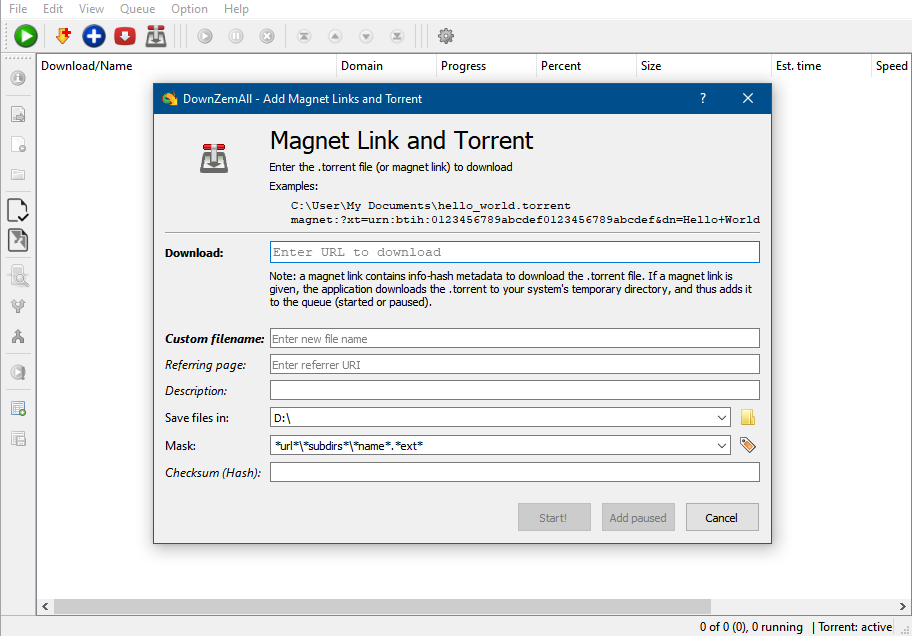 File Edit View Queue Option Help
Download/Name Domain Progress Percent Size Est. time Speed
DownZemAll - Add Magnet Links and Torrent ?
Magnet Link and Torrent
Enter the .torrent file (or magnet link) to download
Examples:
C:\User\My Documents\hello_world.torrent
magnet:?xt=urn:btih:0123456789abcdef0123456789abcdef&dn=Hello+World
Download: Enter URL to download
Note: a magnet link contains info-hash metadata to download the .torrent file. If a magnet link is
given, the application downloads the .torrent to your system's temporary directory, and thus adds it
to the queue (started or paused).
Custom filename: Enter new file name
Referring page: Enter referrer URI
Description:
Save files in: D:\
Mask: *url*\*subdirs*\*name*.*ext*
Checksum (Hash):
Start! Add paused Cancel
0 of 0 (0), 0 running | Torrent: active